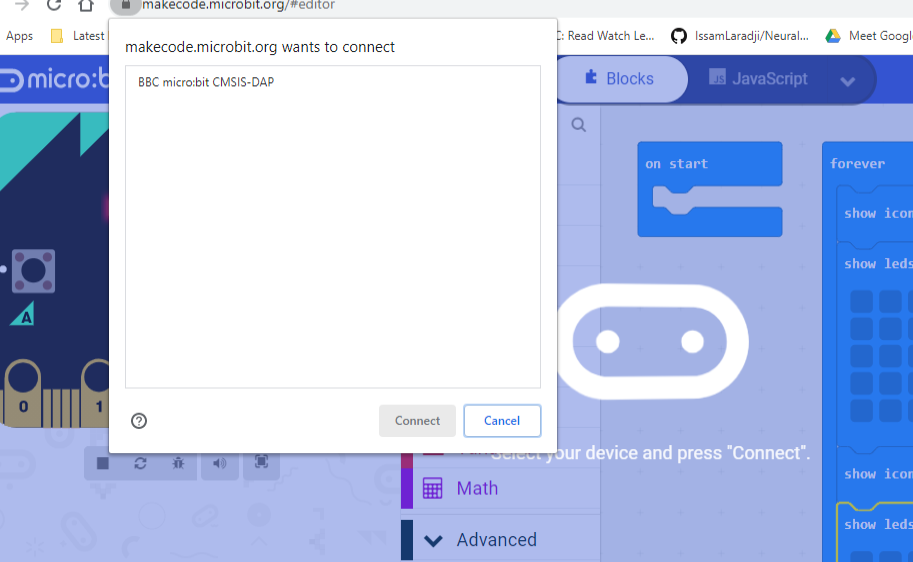 makecode.microbit.org/#editor
Apps
Latest
C: Read Watch Le...
IssamLaradji/Neural...
Meet Googl
makecode.microbit.org wants to connect
BBC micro:bit CMSIS-DAP
Connect
Cancel
micro:b
Blocks
JS
JavaScript
on start
forever
show icon
show leds
A
0
1
Select your device and press "Connect".
show icon
Math
show leds
Advanced